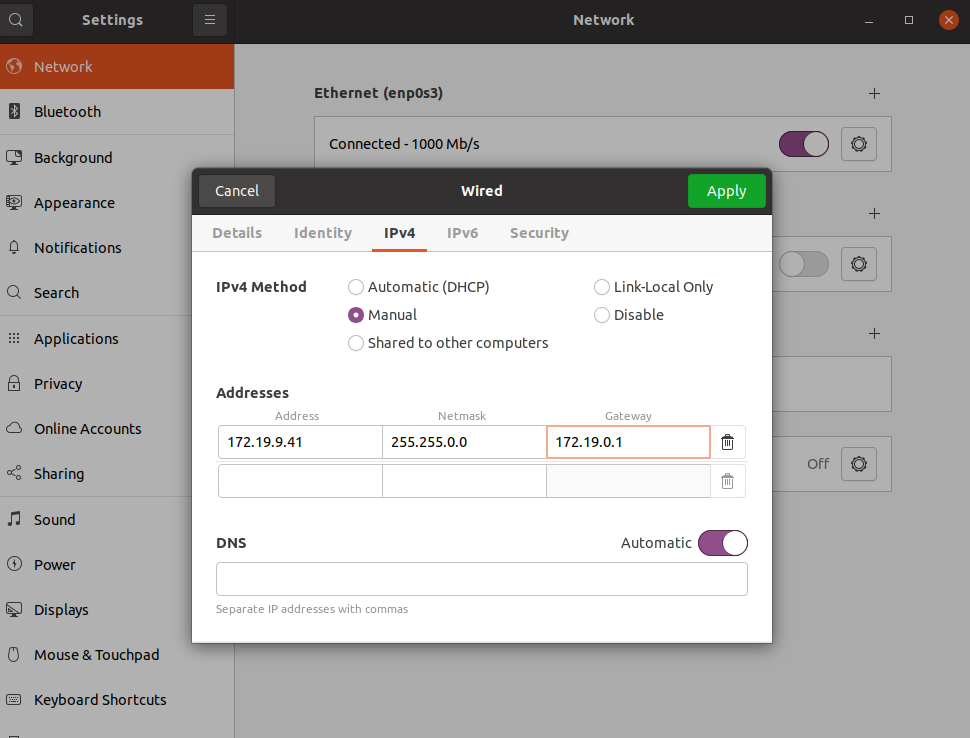 Settings
Network
Network
Bluetooth
Background
Appearance
Notifications
Search
Applications
Privacy
Online Accounts
Sharing
Sound
Power
Displays
Mouse & Touchpad
Keyboard Shortcuts
Ethernet (enp0s3)
Connected - 1000 Mb/s
Off
Cancel
Wired
Apply
Details Identity IPv4 IPv6 Security
IPv4 Method
Automatic (DHCP)
Link-Local Only
Manual
Disable
Shared to other computers
Addresses
Address Netmask Gateway
172.19.9.41 255.255.0.0 172.19.0.1
DNS
Automatic
Separate IP addresses with commas